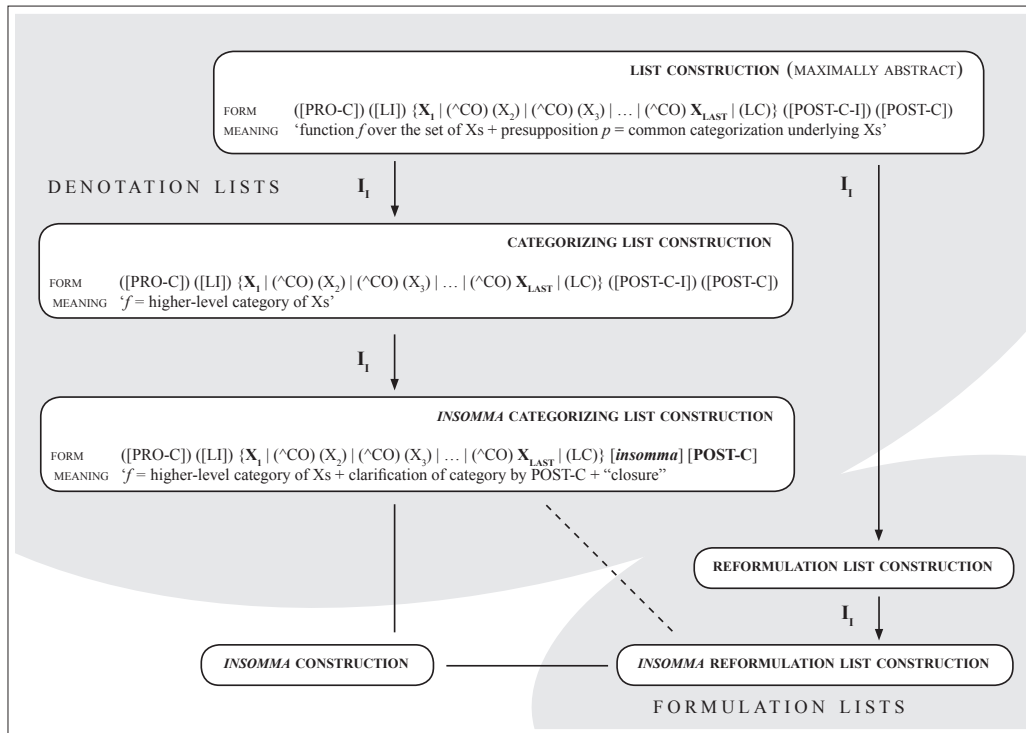 LIST CONSTRUCTION (MAXIMALLY ABSTRACT)
FORM ([PRO-C]) ([LI]) {X1 | (^CO) (X2) | (^CO) (X3) | … | (^CO) XLAST | (LC)} ([POST-C-I]) ([POST-C])
MEANING ‘function f over the set of Xs + presupposition p = common categorization underlying Xs’
DENOTATION LISTS
II
II
CATEGORIZING LIST CONSTRUCTION
FORM ([PRO-C]) ([LI]) {X1 | (^CO) (X2) | (^CO) (X3) | … | (^CO) XLAST | (LC)} ([POST-C-I]) ([POST-C])
MEANING ‘f = higher-level category of Xs’
II
INSOMMA CATEGORIZING LIST CONSTRUCTION
FORM ([PRO-C]) ([LI]) {X1 | (^CO) (X2) | (^CO) (X3) | … | (^CO) XLAST | (LC)} [insomma] [POST-C]
MEANING ‘f = higher-level category of Xs + clarification of category by POST-C + “closure”
REFORMULATION LIST CONSTRUCTION
II
INSOMMA CONSTRUCTION
INSOMMA REFORMULATION LIST CONSTRUCTION
FORMULATION LISTS